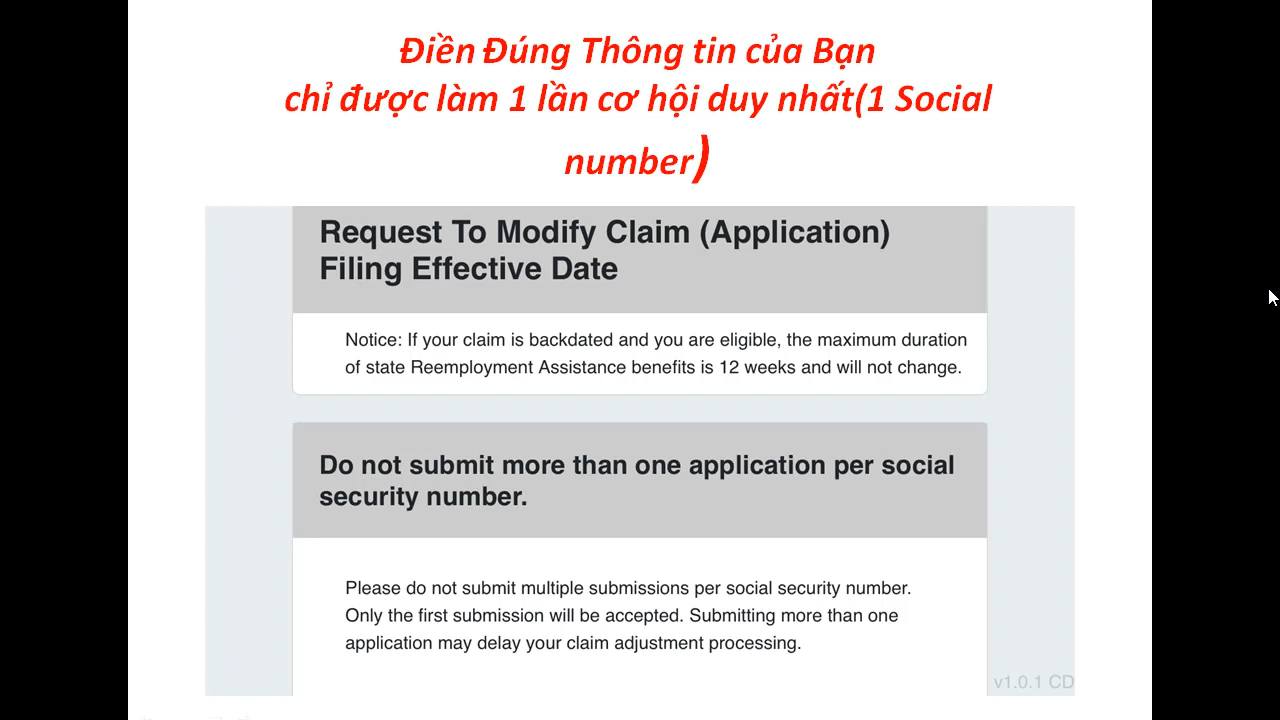 Điền Đúng Thông tin của Bạn
chỉ được làm 1 lần cơ hội duy nhất(1 Social
number)
Request To Modify Claim (Application)
Filing Effective Date
Notice: If your claim is backdated and you are eligible, the maximum duration
of state Reemployment Assistance benefits is 12 weeks and will not change.
Do not submit more than one application per social
security number.
Please do not submit multiple submissions per social security number.
Only the first submission will be accepted. Submitting more than one
application may delay your claim adjustment processing.
v1.0.1 CD